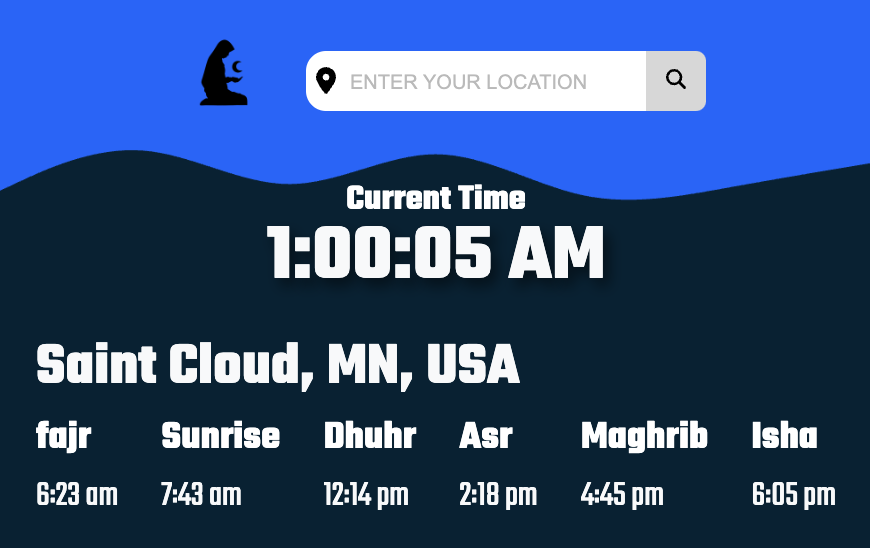 ENTER YOUR LOCATION
Current Time
1:00:05 AM
Saint Cloud, MN, USA
fajr Sunrise Dhuhr Asr Maghrib Isha
6:23 am 7:43 am 12:14 pm 2:18 pm 4:45 pm 6:05 pm